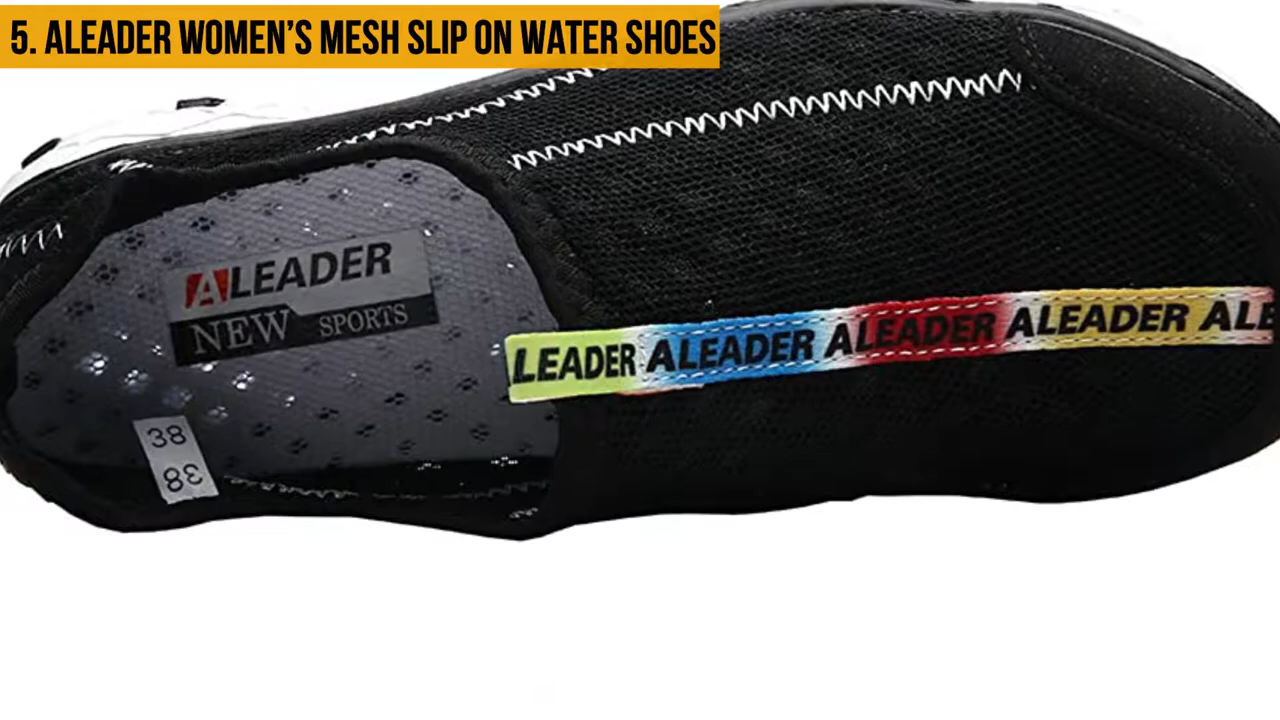 5. ALEADER WOMEN’S MESH SLIP ON WATER SHOES
ALEADER
NEW SPORTS
LEADER ALEADER ALEADER ALEADER ALE
38
38